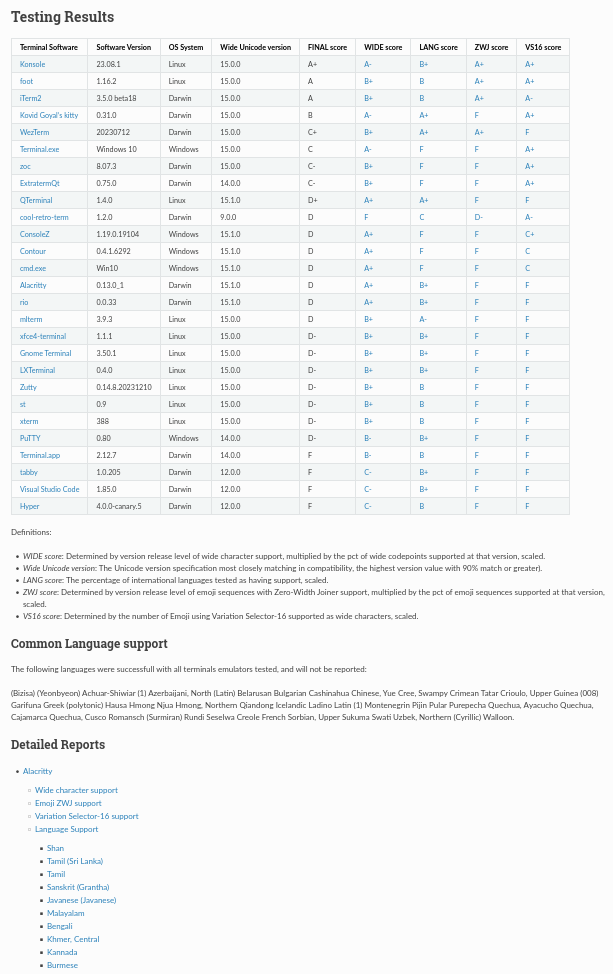 Testing Results
Terminal Software Software Version OS System Wide Unicode version FINAL score WIDE score LANG score ZWJ score VS16 score
Konsole 23.08.1 Linux 15.0.0 A+ A- B+ A+ A+
foot 1.16.2 Linux 15.0.0 A B+ B A+ A+
iTerm2 3.5.0 beta18 Darwin 15.0.0 A B+ B A+ A-
Kovid Goyal's kitty 0.31.0 Darwin 15.0.0 B A- A+ F A+
WezTerm 20230712 Darwin 15.0.0 C+ B+ A+ A+ F
Terminal.exe Windows 10 Windows 15.0.0 C A- F F A+
zoc 8.07.3 Darwin 15.0.0 C- B+ F F A+
ExtratermQt 0.75.0 Darwin 14.0.0 C- B+ F F A+
QTerminal 1.4.0 Linux 15.1.0 D+ A+ A+ F F
cool-retro-term 1.2.0 Darwin 9.0.0 D F C D- A-
ConsoleZ 1.19.0.19104 Windows 15.1.0 D A+ F F C+
Contour 0.4.1.6292 Windows 15.1.0 D A+ F F C
cmd.exe Win10 Windows 15.1.0 D A+ F F C
Alacritty 0.13.0_1 Darwin 15.1.0 D A+ B+ F F
rio 0.0.33 Darwin 15.1.0 D A+ B+ F F
mlterm 3.9.3 Linux 15.0.0 D B+ A- F F
xfce4-terminal 1.1.1 Linux 15.0.0 D- B+ B+ F F
Gnome Terminal 3.50.1 Linux 15.0.0 D- B+ B+ F F
LXTerminal 0.4.0 Linux 15.0.0 D- B+ B+ F F
Zutty 0.14.8.20231210 Linux 15.0.0 D- B+ B F F
st 0.9 Linux 15.0.0 D- B+ B F F
xterm 388 Linux 15.0.0 D- B+ B F F
PuTTY 0.80 Windows 14.0.0 D- B- B+ F F
Terminal.app 2.12.7 Darwin 14.0.0 F B- B F F
tabby 1.0.205 Darwin 12.0.0 F C- B+ F F
Visual Studio Code 1.85.0 Darwin 12.0.0 F C- B+ F F
Hyper 4.0.0-canary.5 Darwin 12.0.0 F C- B F F
Definitions:
• WIDE score: Determined by version release level of wide character support, multiplied by the pct of wide codepoints supported at that version, scaled.
• Wide Unicode version: The Unicode version specification most closely matching in compatibility, the highest version value with 90% match or greater).
• LANG score: The percentage of international languages tested as having support, scaled.
• ZWJ score: Determined by version release level of emoji sequences with Zero-Width Joiner support, multiplied by the pct of emoji sequences supported at that version,
scaled.
• VS16 score: Determined by the number of Emoji using Variation Selector-16 supported as wide characters, scaled.
Common Language support
The following languages were successfull with all terminals emulators tested, and will not be reported:
(Bizisa) (Yeonbyeon) Achuar-Shiwiar (1) Azerbaijani, North (Latin) Belarusan Bulgarian Cashinahua Chinese, Yue Cree, Swampy Crimean Tatar Crioulo, Upper Guinea (008)
Garifuna Greek (polytonic) Hausa Hmong Njua Hmong, Northern Qiandong Icelandic Ladino Latin (1) Montenegrin Pijin Pular Purepecha Quechua, Ayacucho Quechua,
Cajamarca Quechua, Cusco Romansch (Surmiran) Rundi Seselwa Creole French Sorbian, Upper Sukuma Swati Uzbek, Northern (Cyrillic) Walloon.
Detailed Reports
• Alacritty
◦ Wide character support
◦ Emoji ZWJ support
◦ Variation Selector-16 support
◦ Language Support
▪ Shan
▪ Tamil (Sri Lanka)
▪ Tamil
▪ Sanskrit (Grantha)
▪ Javanese (Javanese)
▪ Malayalam
▪ Bengali
▪ Khmer, Central
▪ Kannada
▪ Burmese